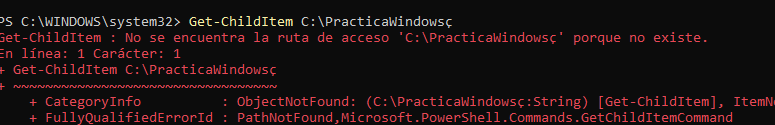 PS C:\WINDOWS\system32> Get-ChildItem C:\PracticaWindowsç
Get-ChildItem : No se encuentra la ruta de acceso 'C:\PracticaWindowsç' porque no existe.
En línea: 1 Carácter: 1
+ Get-ChildItem C:\PracticaWindowsç
+ ~~~~~~~~~~~~~~~~~~~~~~~~~~~~~~~~~
    + CategoryInfo          : ObjectNotFound: (C:\PracticaWindowsç:String) [Get-ChildItem], ItemNo
    + FullyQualifiedErrorId : PathNotFound,Microsoft.PowerShell.Commands.GetChildItemCommand